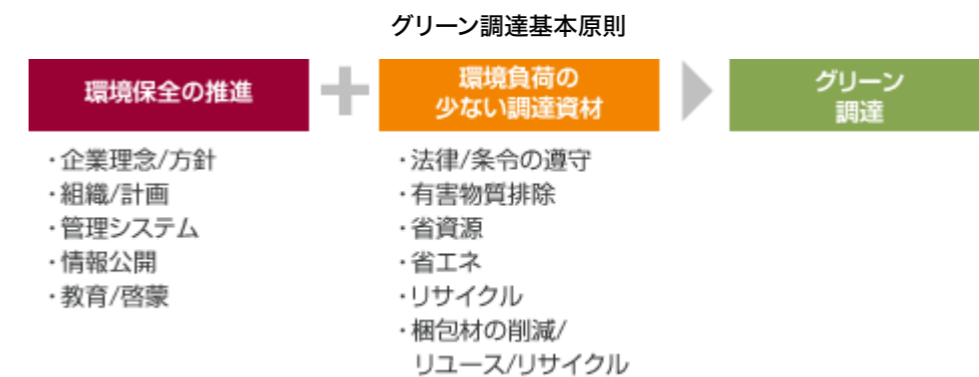 グリーン調達基本原則
環境保全の推進
・企業理念/方針
・組織/計画
・管理システム
・情報公開
・教育/啓蒙
環境負荷の
少ない調達資材
・法律/条令の遵守
・有害物質排除
・省資源
・省エネ
・リサイクル
・梱包材の削減/
リユース/リサイクル
グリーン
調達